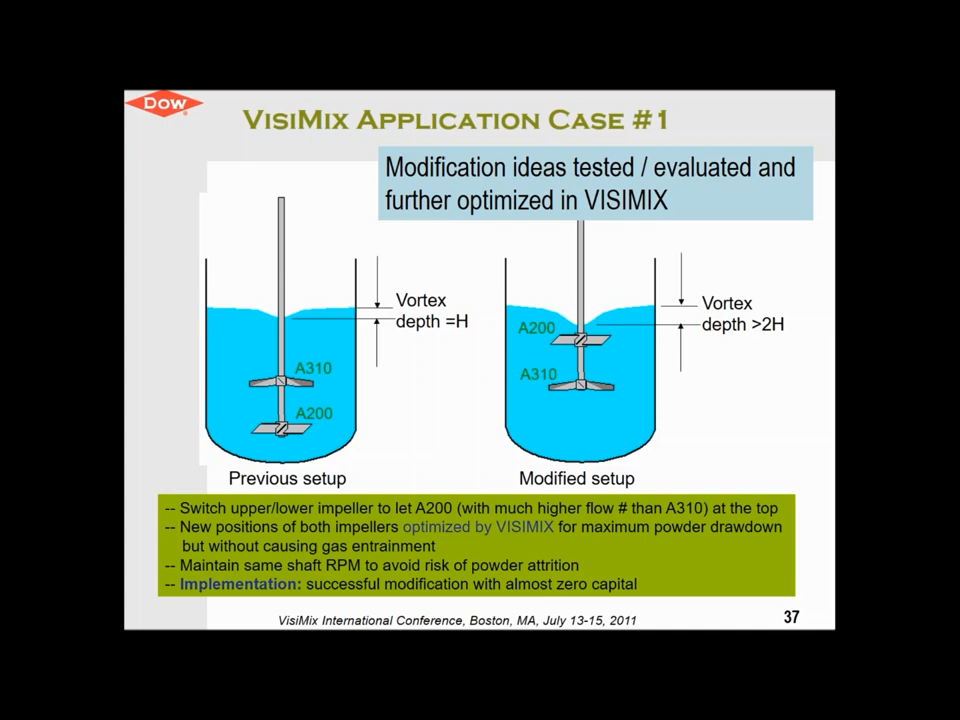 Dow
VISIMIX APPLICATION CASE #1
Modification ideas tested / evaluated and
further optimized in VISIMIX
Vortex
depth =H
A310
A200
Previous setup
Vortex
depth >2H
A200
A310
Modified setup
-- Switch upper/lower impeller to let A200 (with much higher flow # than A310) at the top
-- New positions of both impellers optimized by VISIMIX for maximum powder drawdown
but without causing gas entrainment
-- Maintain same shaft RPM to avoid risk of powder attrition
-- Implementation: successful modification with almost zero capital
VisiMix International Conference, Boston, MA, July 13-15, 2011
37